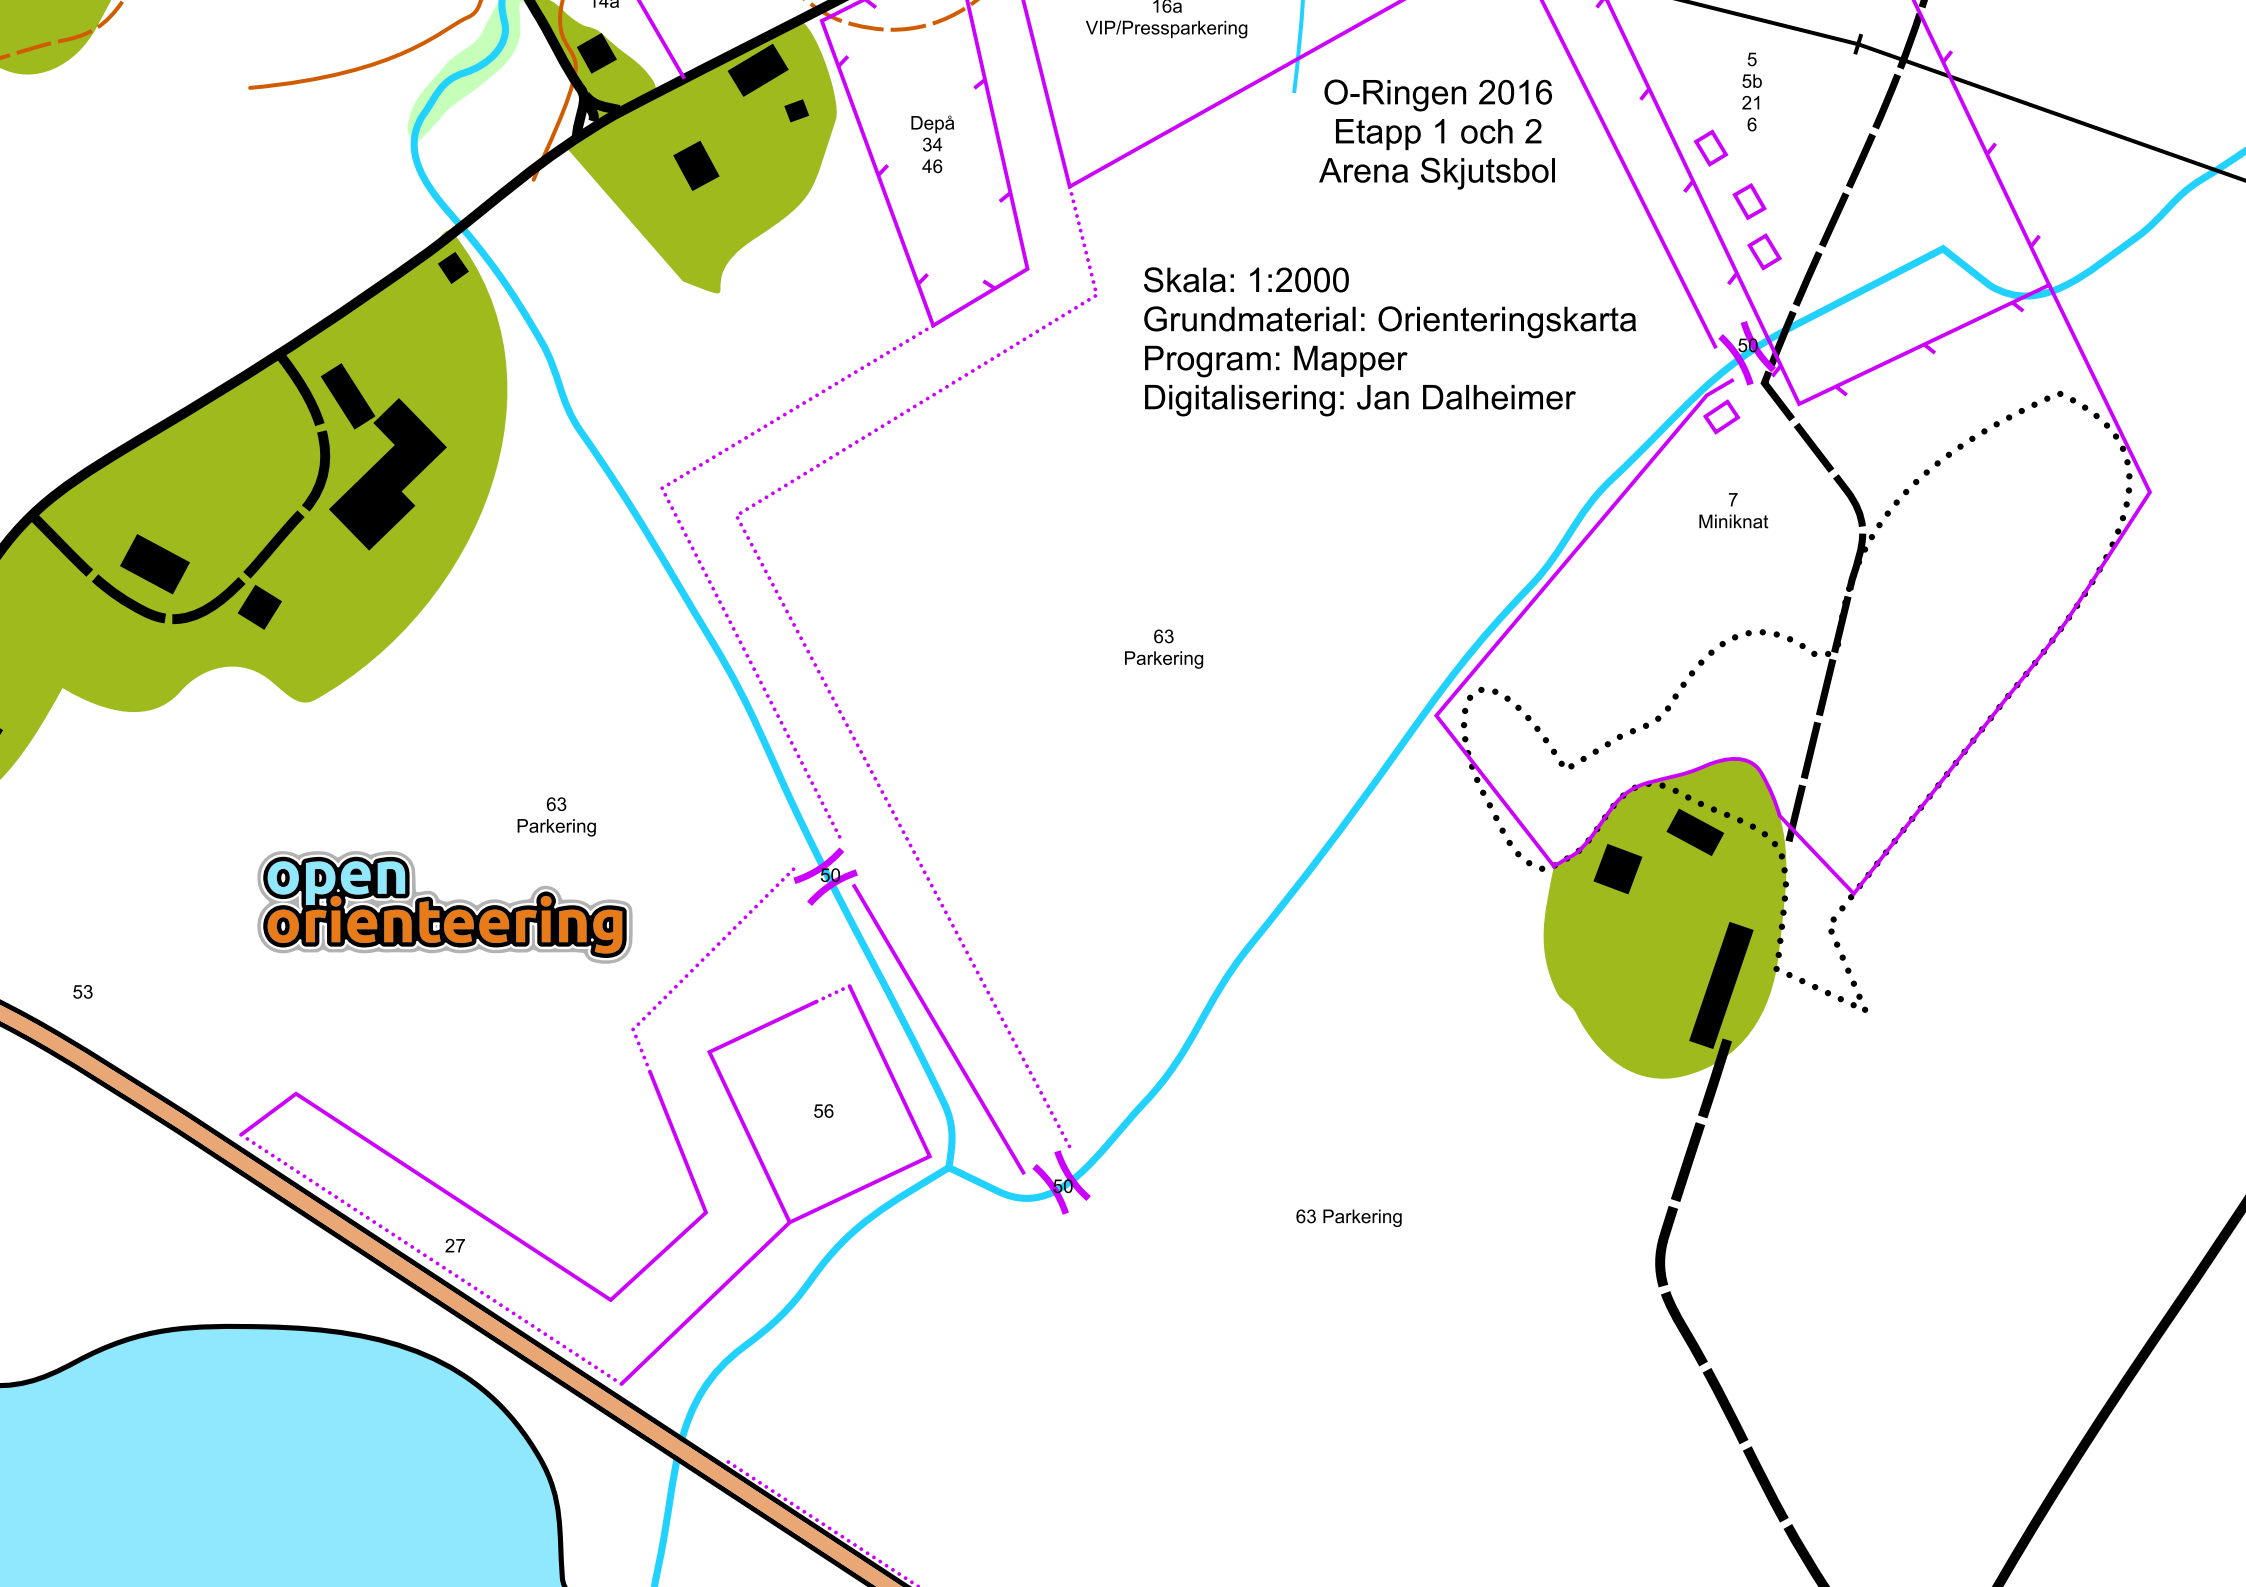 14a
16a
VIP/Pressparkering
O-Ringen 2016
Etapp 1 och 2
Arena Skjutsbol
5
5b
21
6
Depå
34
46
Skala: 1:2000
Grundmaterial: Orienteringskarta
Program: Mapper
Digitalisering: Jan Dalheimer
50
7
Miniknat
63
Parkering
63
Parkering
50
open
orienteering
53
56
50
63 Parkering
27